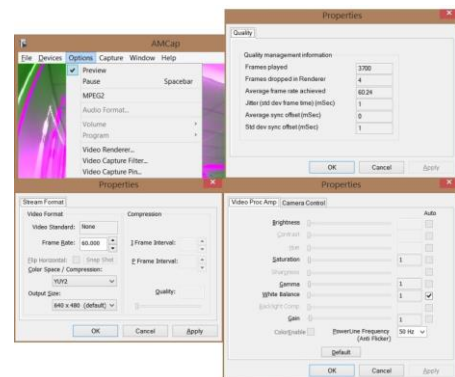 AMCap
File Devices Options Capture Window Help
Preview
Pause Spacebar
MPEG2
Audio Format...
Volume
Program
Video Renderer...
Video Capture Filter...
Video Capture Pin...
Properties
Quality
Quality management information
Frames played 3700
Frames dropped in Renderer 4
Average frame rate achieved 60.24
Jitter (std dev frame time) (mSec) 1
Average sync offset (mSec) 0
Std dev sync offset (mSec) 1
OK Cancel Apply
Properties
Stream Format
Video Format Compression
Video Standard: None
Frame Rate: 60.000 I Frame Interval:
Flip Horizontal: Snap Shot P Frame Interval:
Color Space / Compression:
YUY2
Output Size: Quality:
640 x 480 (default)
OK Cancel Apply
Properties
Video Proc Amp Camera Control
Auto
Brightness
Contrast
Hue
Saturation 1
Sharpness
Gamma 1
White Balance 1
Backlight Comp
Gain 1
ColorEnable PowerLine Frequency 50 Hz
(Anti Flicker)
Default
OK Cancel Apply